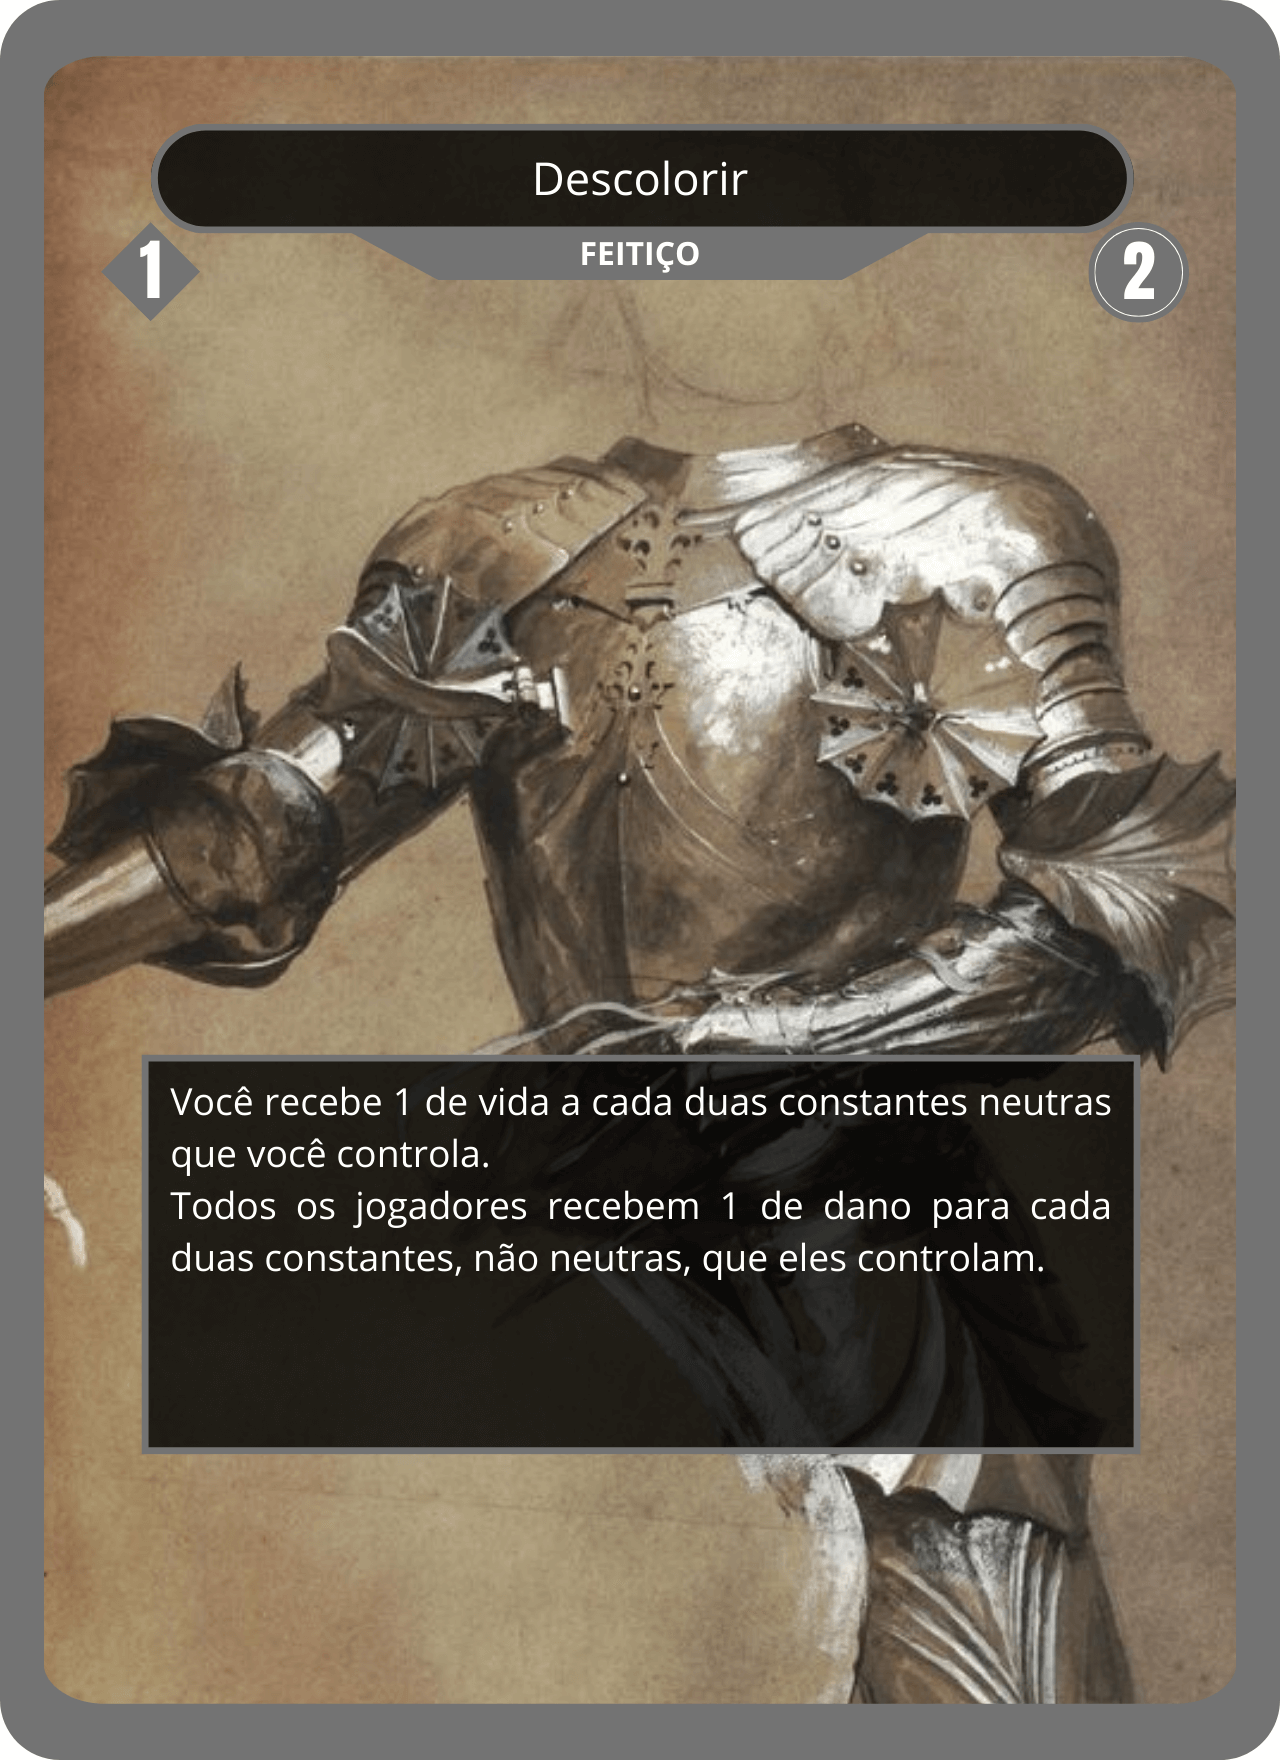 Descolorir
FEITIÇO
1
2
Você recebe 1 de vida a cada duas constantes neutras
que você controla.
Todos os jogadores recebem 1 de dano para cada
duas constantes, não neutras, que eles controlam.